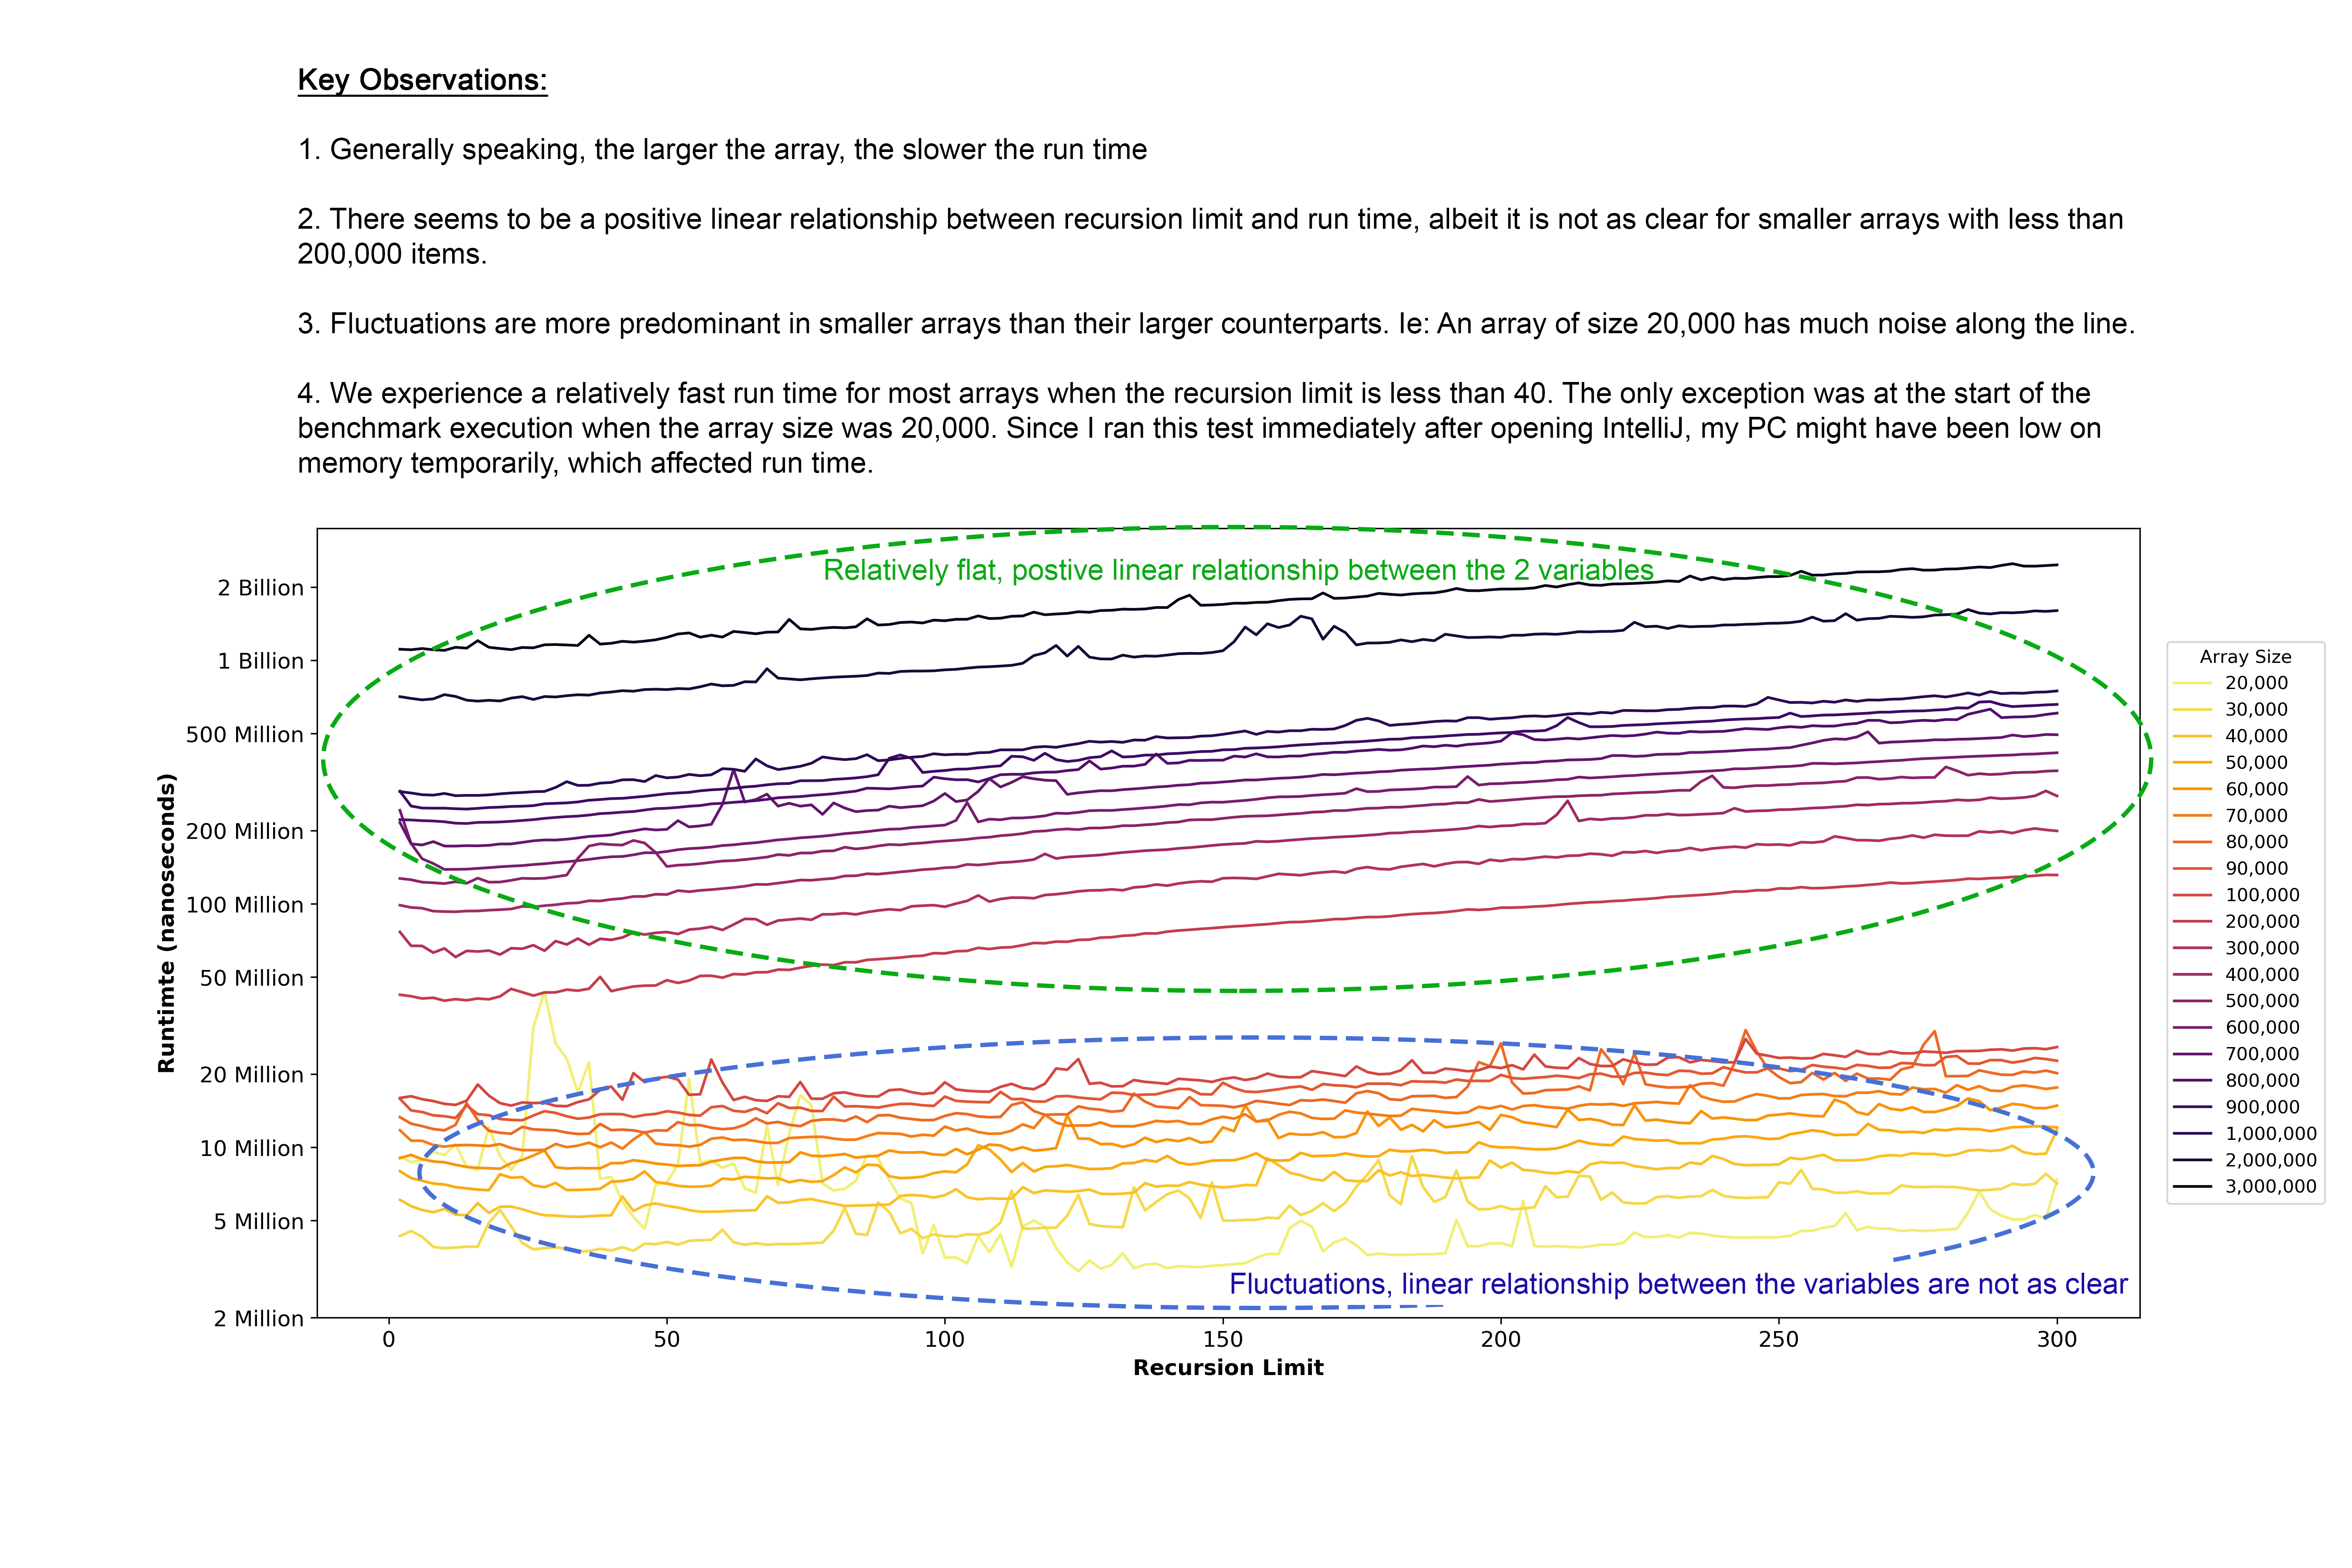 Key Observations:
1. Generally speaking, the larger the array, the slower the run time
2. There seems to be a positive linear relationship between recursion limit and run time, albeit it is not as clear for smaller arrays with less than
200,000 items.
3. Fluctuations are more predominant in smaller arrays than their larger counterparts. Ie: An array of size 20,000 has much noise along the line.
4. We experience a relatively fast run time for most arrays when the recursion limit is less than 40. The only exception was at the start of the
benchmark execution when the array size was 20,000. Since I ran this test immediately after opening IntelliJ, my PC might have been low on
memory temporarily, which affected run time.
Relatively flat, postive linear relationship between the 2 variables
2 Billion
1 Billion
500 Million
200 Million
100 Million
50 Million
20 Million
10 Million
5 Million
2 Million
Runtimte (nanoseconds)
Fluctuations, linear relationship between the variables are not as clear
0
50
100
150
200
250
300
Recursion Limit
Array Size
20,000
30,000
40,000
50,000
60,000
70,000
80,000
90,000
100,000
200,000
300,000
400,000
500,000
600,000
700,000
800,000
900,000
1,000,000
2,000,000
3,000,000